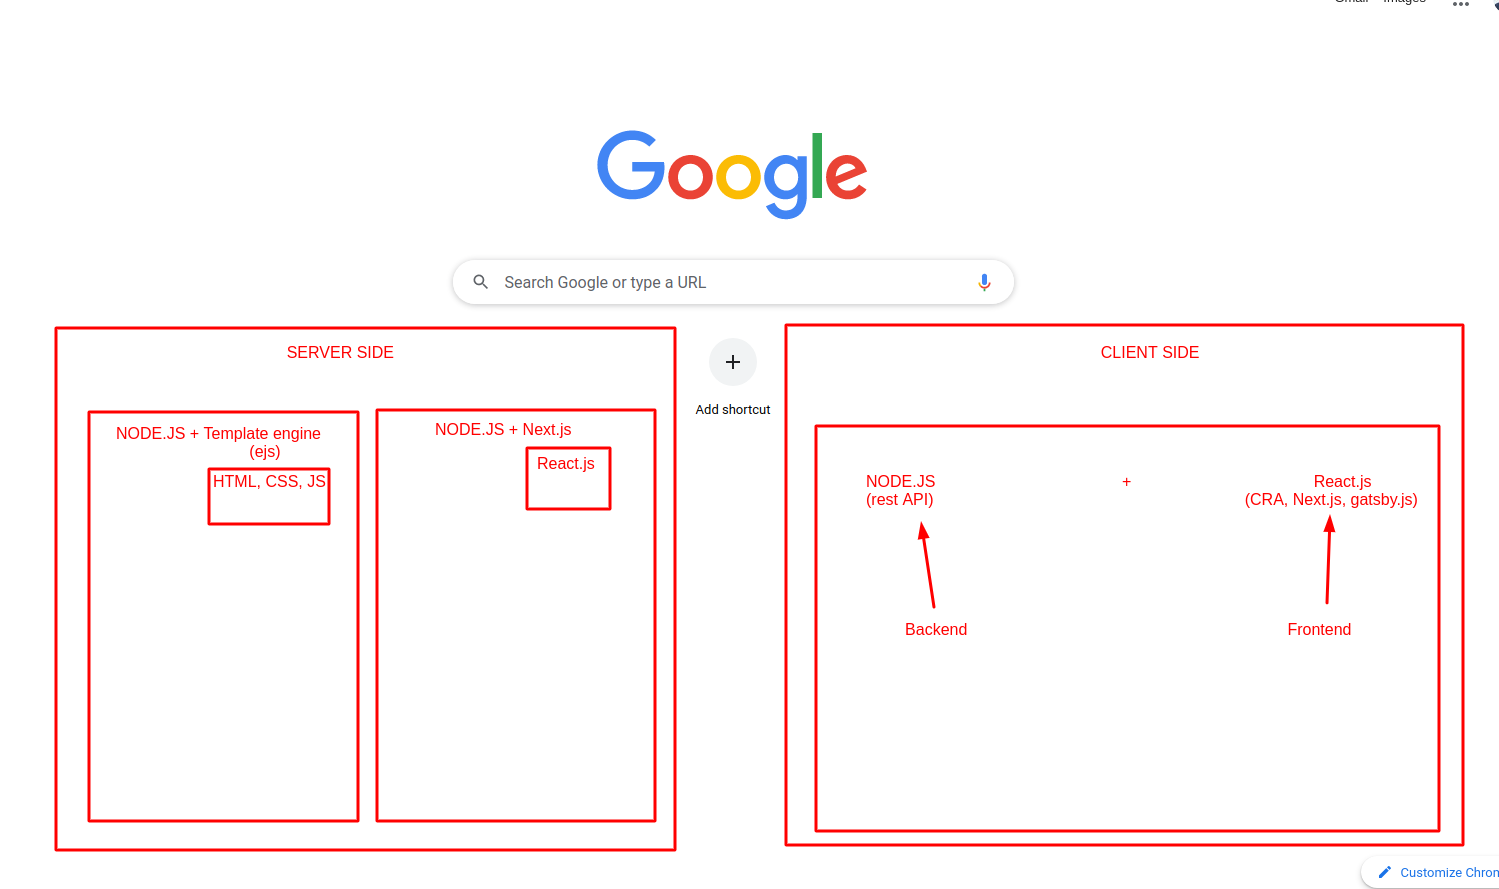 Gmail Images
Google
Search Google or type a URL
SERVER SIDE
NODE.JS + Template engine
(ejs)
HTML, CSS, JS
NODE.JS + Next.js
React.js
Add shortcut
CLIENT SIDE
NODE.JS
(rest API)
+
React.js
(CRA, Next.js, gatsby.js)
Backend
Frontend
Customize Chron